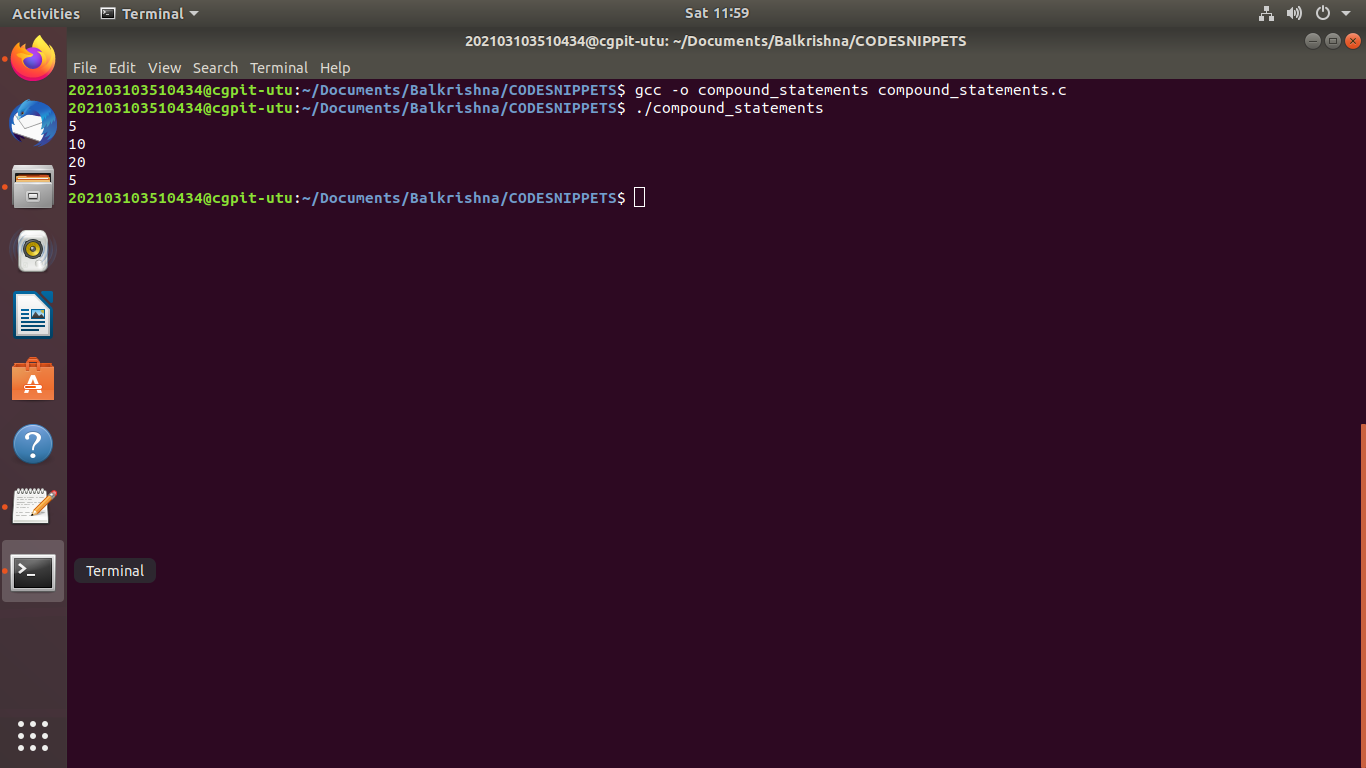 Activities Terminal Sat 11:59
202103103510434@cgpit-utu: ~/Documents/Balkrishna/CODESNIPPETS
File Edit View Search Terminal Help
202103103510434@cgpit-utu:~/Documents/Balkrishna/CODESNIPPETS$ gcc -o compound_statements compound_statements.c
202103103510434@cgpit-utu:~/Documents/Balkrishna/CODESNIPPETS$ ./compound_statements
5
10
20
5
202103103510434@cgpit-utu:~/Documents/Balkrishna/CODESNIPPETS$
Terminal